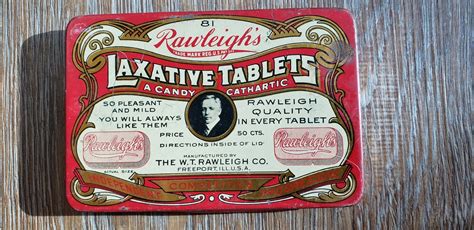 81
Rawleigh's
TRADE MARK REG. U.S. PAT. OFF.
LAXATIVE TABLETS
A CANDY CATHARTIC
SO PLEASANT
AND MILD
YOU WILL ALWAYS
LIKE THEM
RAWLEIGH
QUALITY
IN EVERY TABLET
PRICE 50 CTS.
DIRECTIONS INSIDE OF LID
Rawleigh's
Rawleigh's
MANUFACTURED BY
THE W.T. RAWLEIGH CO.
FREEPORT, ILL. U.S.A.
ACTUAL SIZE